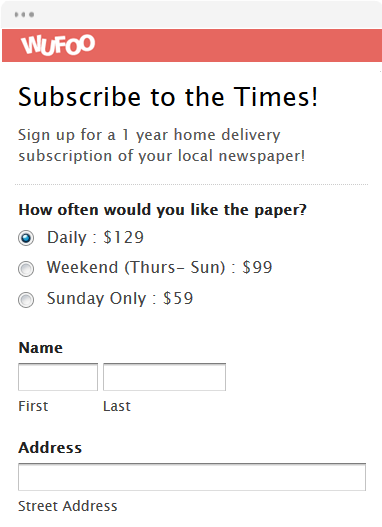 WUFOO
Subscribe to the Times!
Sign up for a 1 year home delivery
subscription of your local newspaper!
How often would you like the paper?
Daily : $129
Weekend (Thurs- Sun) : $99
Sunday Only : $59
Name
First Last
Address
Street Address